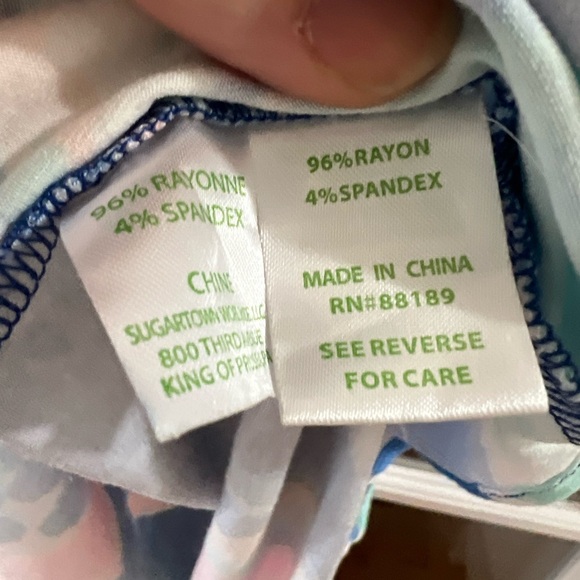 96% RAYONNE
4% SPANDEX
CHINE
SUGARTOWN
800 THIRD
KING OF
96%RAYON
4%SPANDEX
MADE IN CHINA
RN#88189
SEE REVERSE
FOR CARE